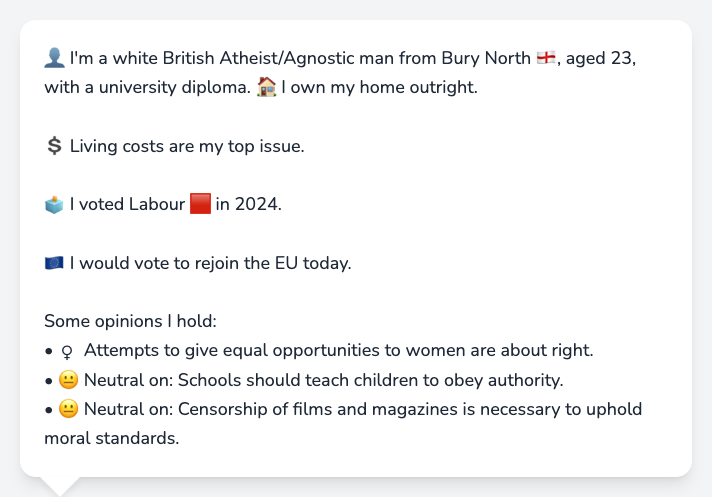 👤 I'm a white British Atheist/Agnostic man from Bury North 🏴󠁧󠁢󠁥󠁮󠁧󠁿, aged 23,
with a university diploma. 🏠 I own my home outright.
💲 Living costs are my top issue.
🗳️ I voted Labour 🟥 in 2024.
🇪🇺 I would vote to rejoin the EU today.
Some opinions I hold:
• ♀ Attempts to give equal opportunities to women are about right.
• 😐 Neutral on: Schools should teach children to obey authority.
• 😐 Neutral on: Censorship of films and magazines is necessary to uphold
moral standards.